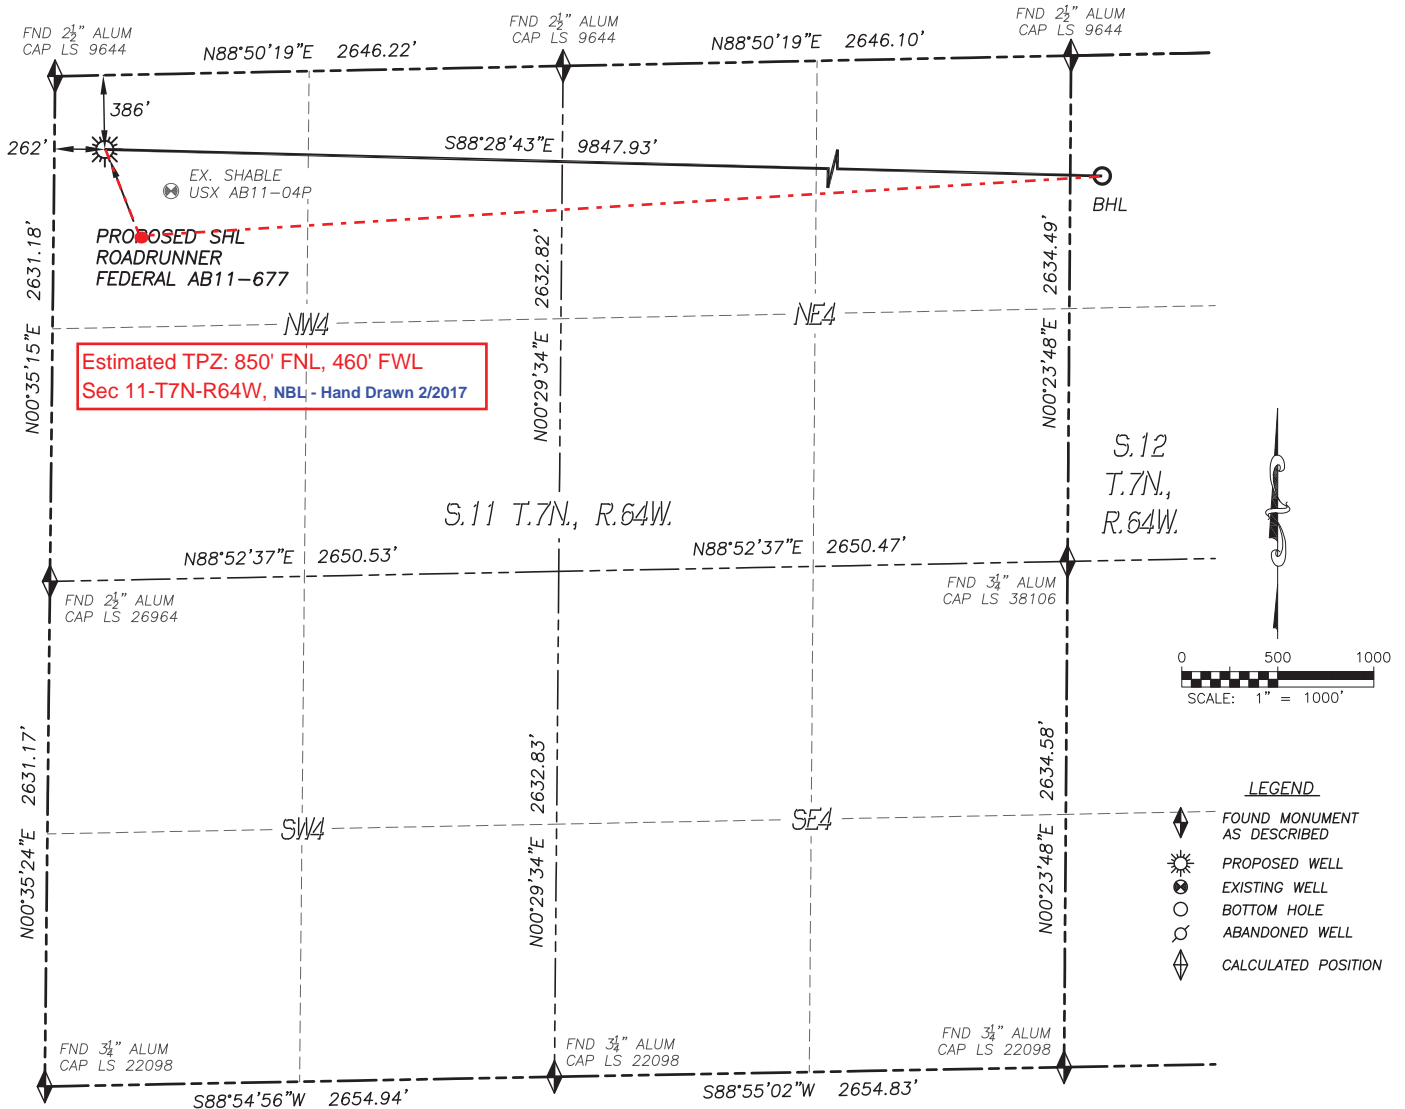 FND 2½" ALUM
CAP LS 9644
N88°50'19"E 2646.22'
FND 2½" ALUM
CAP LS 9644
N88°50'19"E 2646.10'
FND 2½" ALUM
CAP LS 9644
386'
262'
S88°28'43"E 9847.93'
EX. SHABLE
USX AB11-04P
BHL
PROPOSED SHL
ROADRUNNER
FEDERAL AB11-677
N00°35'15"E 2631.18'
N00°29'34"E 2632.82'
N00°23'48"E 2634.49'
NW4
NE4
Estimated TPZ: 850' FNL, 460' FWL
Sec 11-T7N-R64W, NBL - Hand Drawn 2/2017
S.12
T.7N.,
R.64W.
S.11 T.7N., R.64W.
N88°52'37"E 2650.53'
N88°52'37"E 2650.47'
FND 2½" ALUM
CAP LS 26964
FND 3¼" ALUM
CAP LS 38106
0 500 1000
SCALE: 1" = 1000'
N00°35'24"E 2631.17'
N00°29'34"E 2632.83'
N00°23'48"E 2634.58'
SW4
SE4
LEGEND
FOUND MONUMENT
AS DESCRIBED
PROPOSED WELL
EXISTING WELL
BOTTOM HOLE
ABANDONED WELL
CALCULATED POSITION
FND 3¼" ALUM
CAP LS 22098
FND 3¼" ALUM
CAP LS 22098
FND 3¼" ALUM
CAP LS 22098
S88°54'56"W 2654.94'
S88°55'02"W 2654.83'